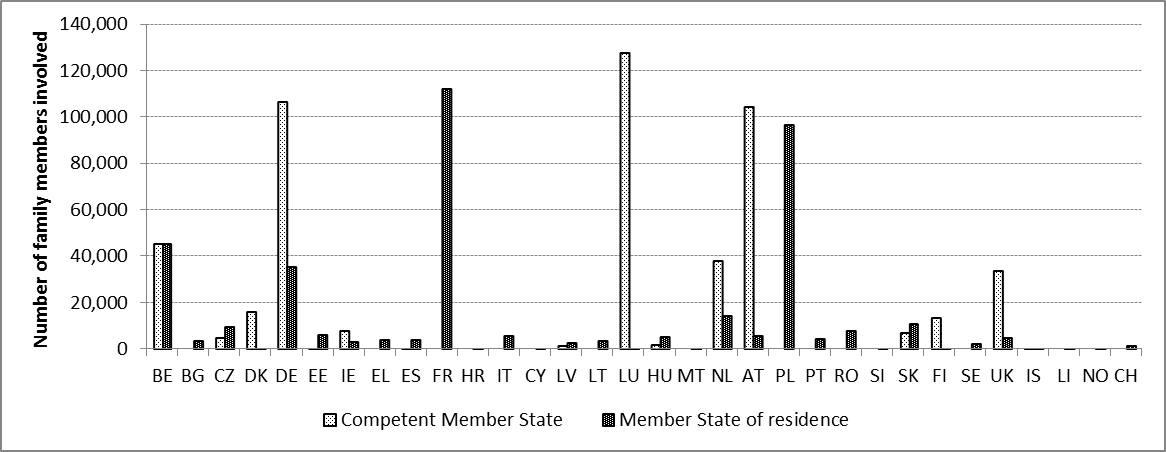 Number of family members involved
140,000
120,000
100,000
80,000
60,000
40,000
20,000
0
BE BG CZ DK DE EE IE EL ES FR HR IT CY LV LT LU HU MT NL AT PL PT RO SI SK FI SE UK IS LI NO CH
Competent Member State Member State of residence